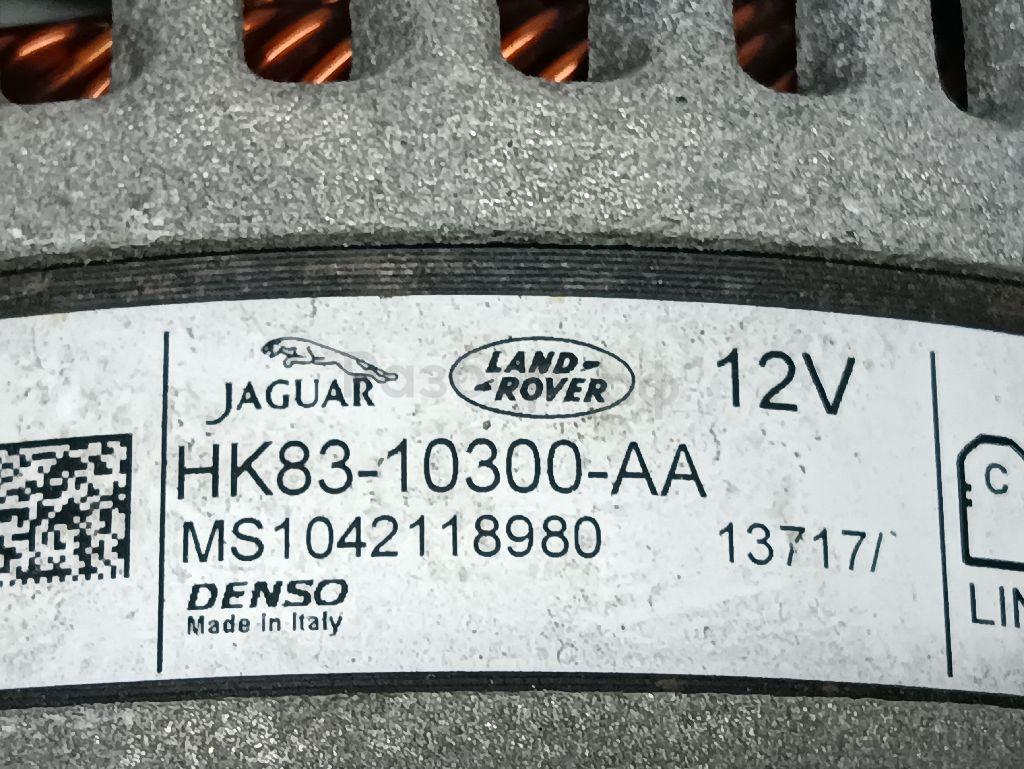 JAGUAR LAND-ROVER 12V
HK83-10300-AA
MS1042118980 13717/
DENSO
Made in Italy
C
LIN